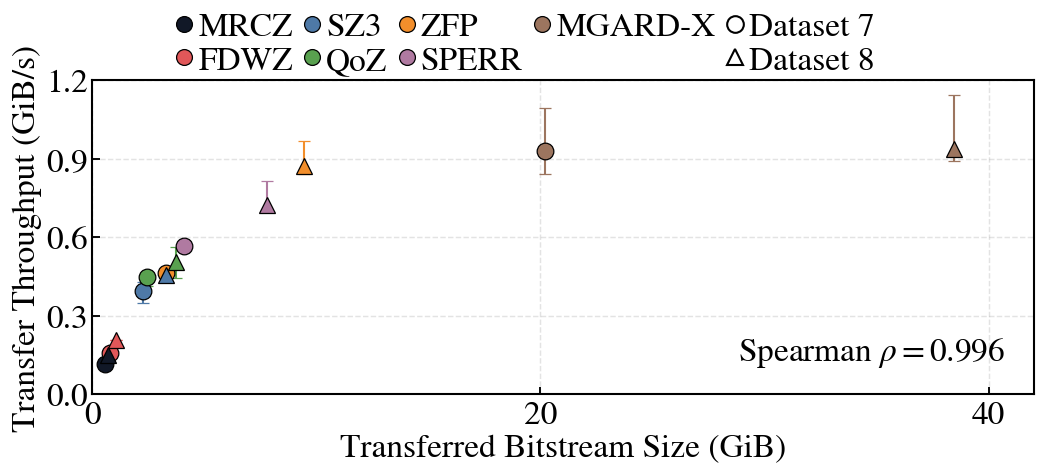 MRCZ SZ3 ZFP MGARD-X Dataset 7
FDWZ QoZ SPERR Dataset 8
Transfer Throughput (GiB/s)
1.2
0.9
0.6
0.3
0.0
Spearman ρ = 0.996
0 20 40
Transferred Bitstream Size (GiB)